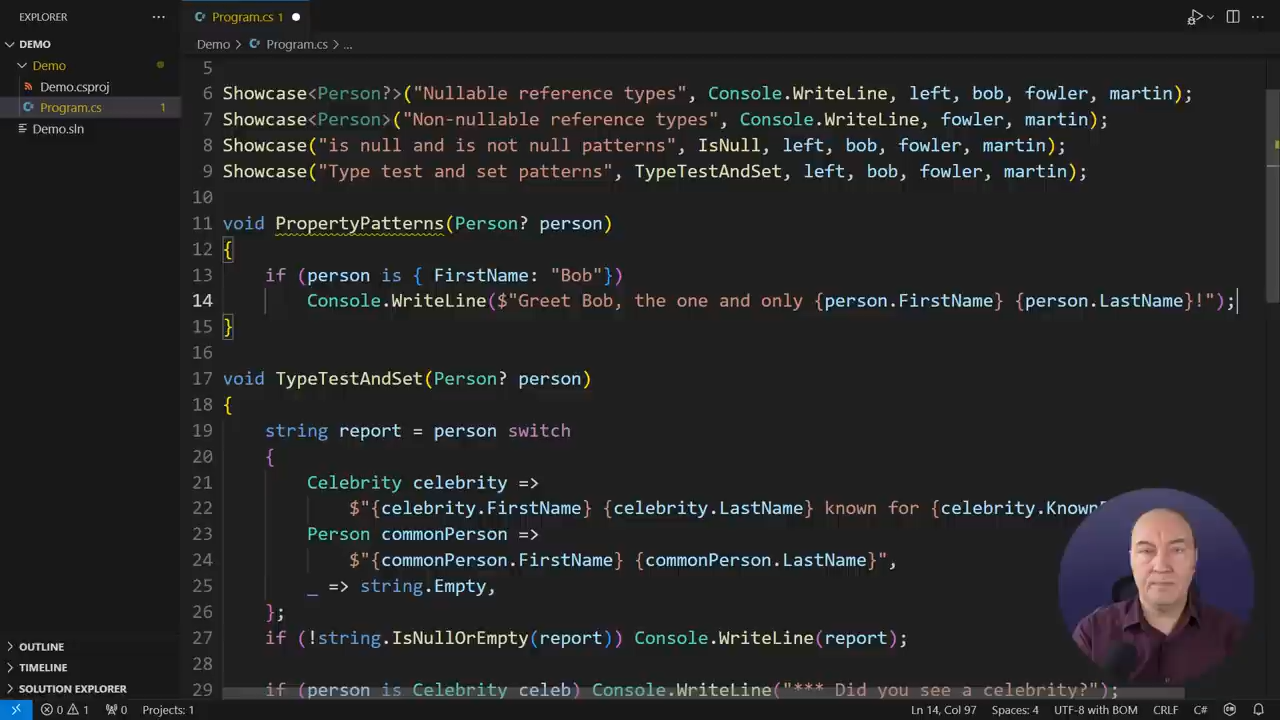 EXPLORER
Program.cs 1
DEMO
Demo > Program.cs > ...
Demo
Demo.csproj
Program.cs 1
Demo.sln
5
6 Showcase<Person?>("Nullable reference types", Console.WriteLine, left, bob, fowler, martin);
7 Showcase<Person>("Non-nullable reference types", Console.WriteLine, fowler, martin);
8 Showcase("is null and is not null patterns", IsNull, left, bob, fowler, martin);
9 Showcase("Type test and set patterns", TypeTestAndSet, left, bob, fowler, martin);
10
11 void PropertyPatterns(Person? person)
12 {
13 if (person is { FirstName: "Bob"})
14 Console.WriteLine($"Greet Bob, the one and only {person.FirstName} {person.LastName}!");
15 }
16
17 void TypeTestAndSet(Person? person)
18 {
19 string report = person switch
20 {
21 Celebrity celebrity =>
22 $"{celebrity.FirstName} {celebrity.LastName} known for {celebrity.
23 Person commonPerson =>
24 $"{commonPerson.FirstName} {commonPerson.LastName}",
25 _ => string.Empty,
26 };
27 if (!string.IsNullOrEmpty(report)) Console.WriteLine(report);
28
29 if (person is Celebrity celeb) Console.WriteLine("*** Did you see a celebrity?");
OUTLINE
TIMELINE
SOLUTION EXPLORER
0 1 0 Projects: 1 Ln 14, Col 97 Spaces: 4 UTF-8 with BOM CRLF C#